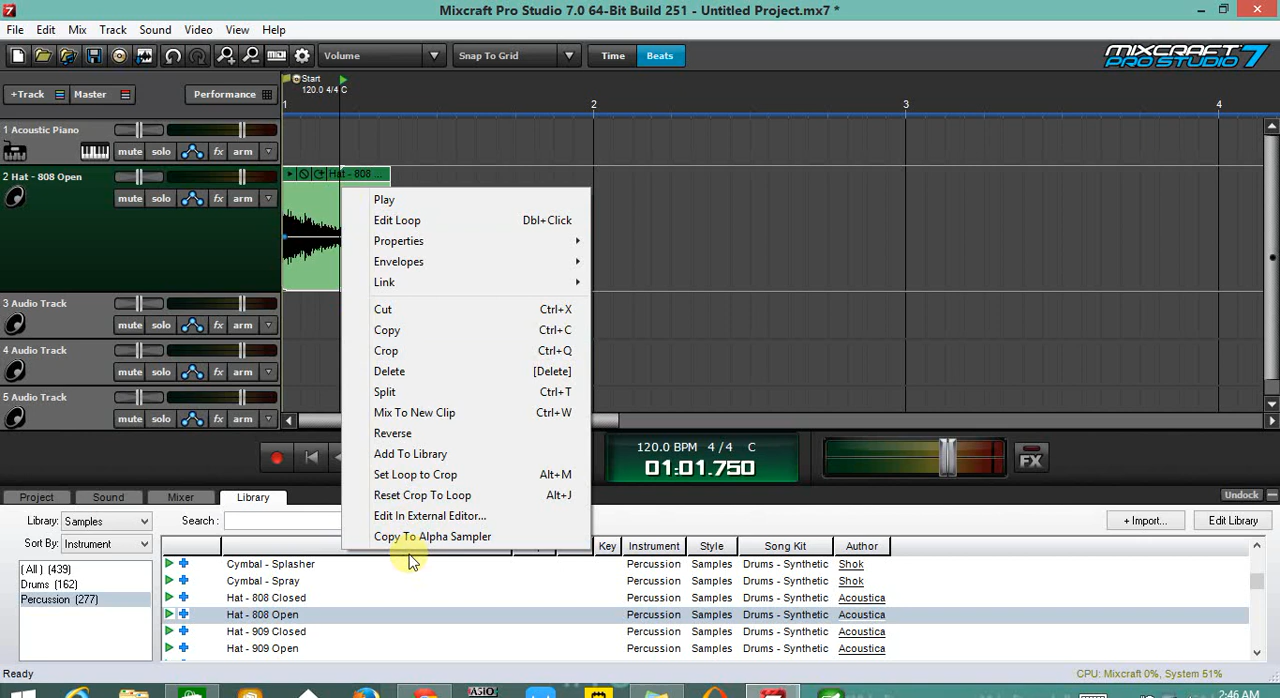 Mixcraft Pro Studio 7.0 64-Bit Build 251 - Untitled Project.mx7 *
File Edit Mix Track Sound Video View Help
Volume Snap To Grid Time Beats MIXCRAFT PRO STUDIO 7
+Track Master Performance
Start
120.0 4/4 C
1 2 3 4
1 Acoustic Piano
mute solo fx arm
2 Hat - 808 Open
mute solo fx arm
Hat - 808 ...
3 Audio Track
mute solo fx arm
4 Audio Track
mute solo fx arm
5 Audio Track
mute solo fx arm
Play
Edit Loop Dbl+Click
Properties
Envelopes
Link
Cut Ctrl+X
Copy Ctrl+C
Crop Ctrl+Q
Delete [Delete]
Split Ctrl+T
Mix To New Clip Ctrl+W
Reverse
Add To Library
Set Loop to Crop Alt+M
Reset Crop To Loop Alt+J
Edit In External Editor...
Copy To Alpha Sampler
120.0 BPM 4/4 C
01:01.750
FX
Project Sound Mixer Library Undock
Library: Samples Search : + Import... Edit Library
Sort By: Instrument
Key Instrument Style Song Kit Author
( All ) (439)
Drums (162)
Percussion (277)
Cymbal - Splasher Percussion Samples Drums - Synthetic Shok
Cymbal - Spray Percussion Samples Drums - Synthetic Shok
Hat - 808 Closed Percussion Samples Drums - Synthetic Acoustica
Hat - 808 Open Percussion Samples Drums - Synthetic Acoustica
Hat - 909 Closed Percussion Samples Drums - Synthetic Acoustica
Hat - 909 Open Percussion Samples Drums - Synthetic Acoustica
Ready CPU: Mixcraft 0%, System 51%
ASIO 2:46 AM